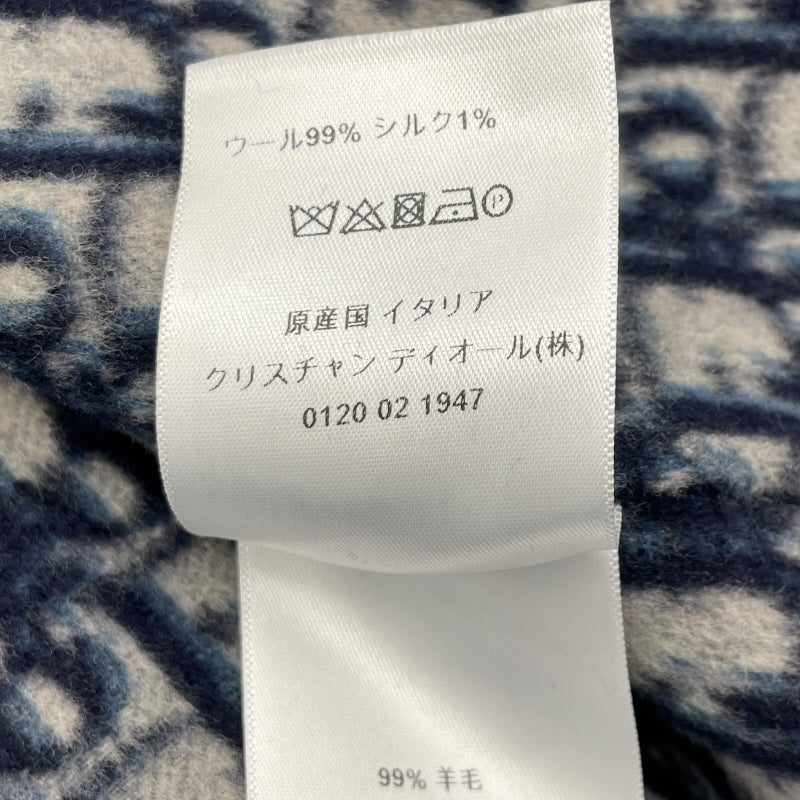 ウール99% シルク1%
P
原産国 イタリア
クリスチャン ディオール(株)
0120 02 1947
99% 羊毛